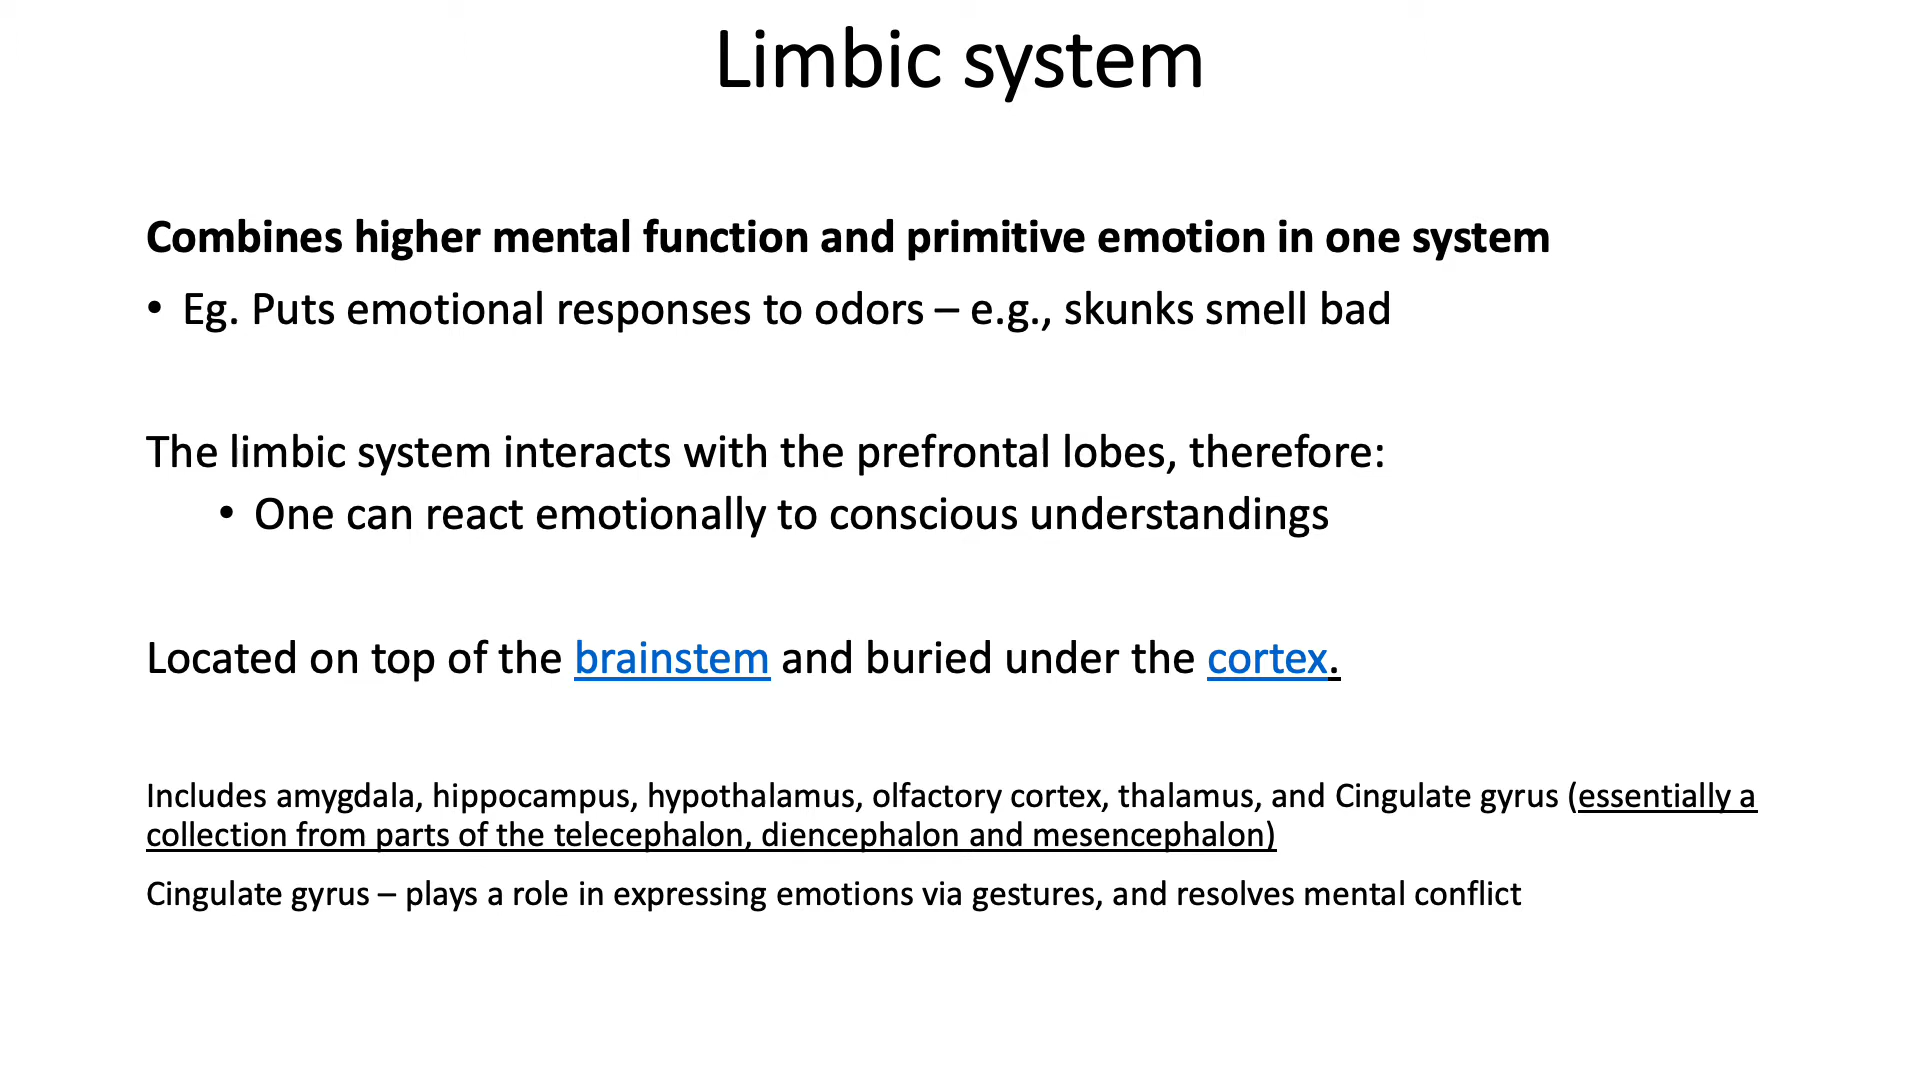 Limbic system
Combines higher mental function and primitive emotion in one system
• Eg. Puts emotional responses to odors – e.g., skunks smell bad
The limbic system interacts with the prefrontal lobes, therefore:
• One can react emotionally to conscious understandings
Located on top of the brainstem and buried under the cortex.
Includes amygdala, hippocampus, hypothalamus, olfactory cortex, thalamus, and Cingulate gyrus (essentially a
collection from parts of the telecephalon, diencephalon and mesencephalon)
Cingulate gyrus – plays a role in expressing emotions via gestures, and resolves mental conflict